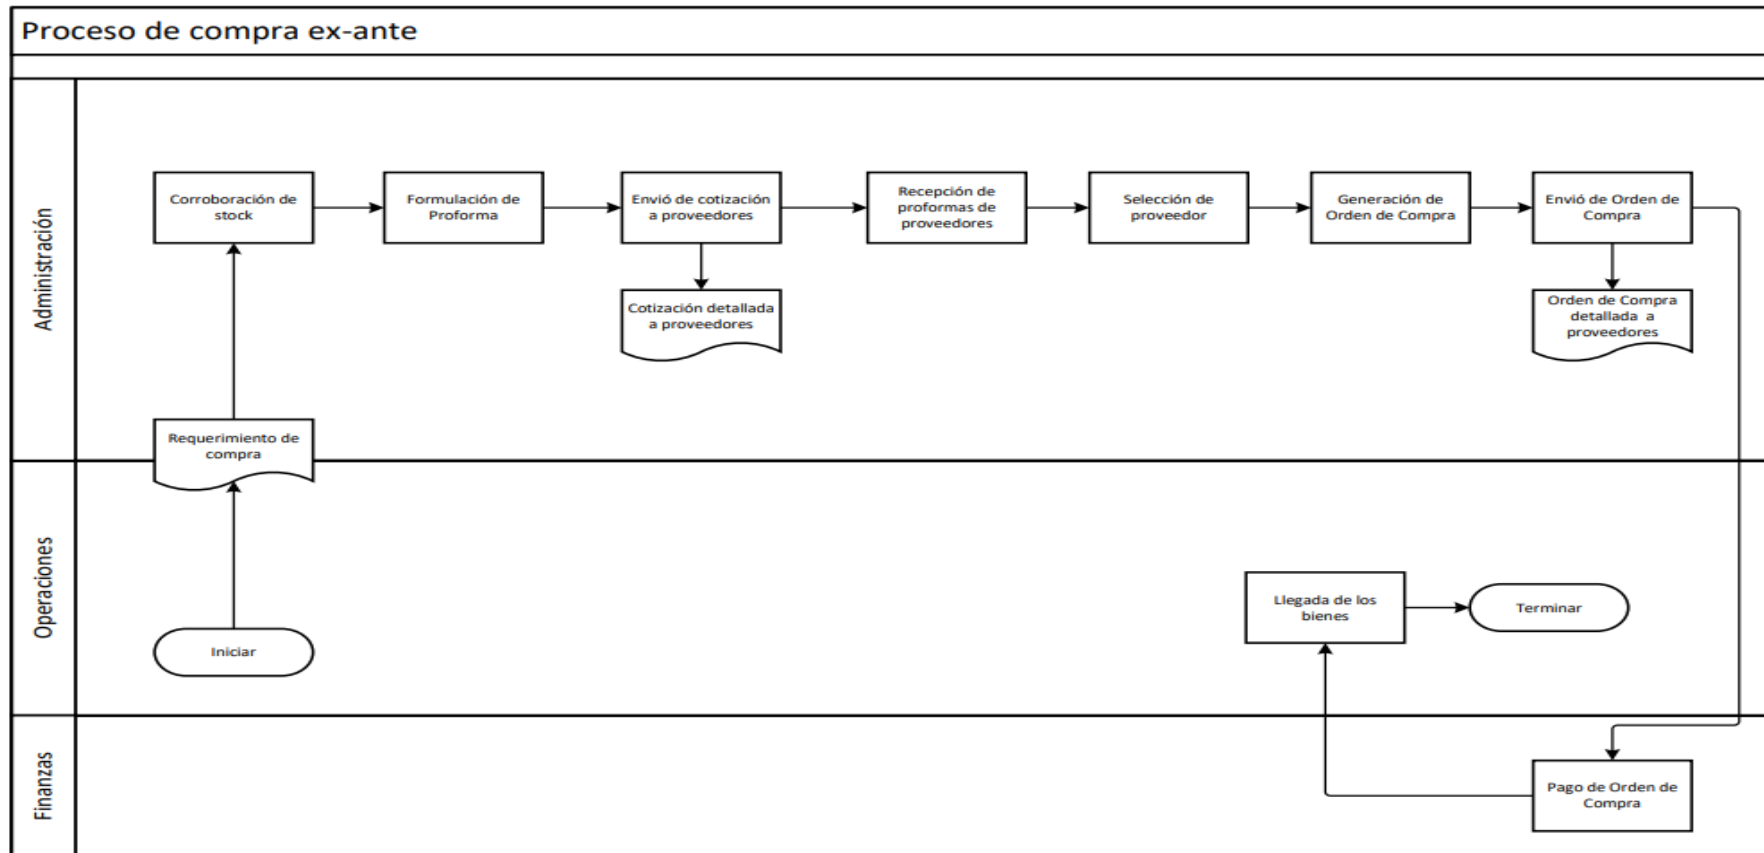 Proceso de compra ex-ante
Administración
Corroboración de
stock
Formulación de
Proforma
Envió de cotización
a proveedores
Recepción de
proformas de
proveedores
Selección de
proveedor
Generación de
Orden de Compra
Envió de Orden de
Compra
Cotización detallada
a proveedores
Orden de Compra
detallada a
proveedores
Requerimiento de
compra
Operaciones
Iniciar
Llegada de los
bienes
Terminar
Finanzas
Pago de Orden de
Compra